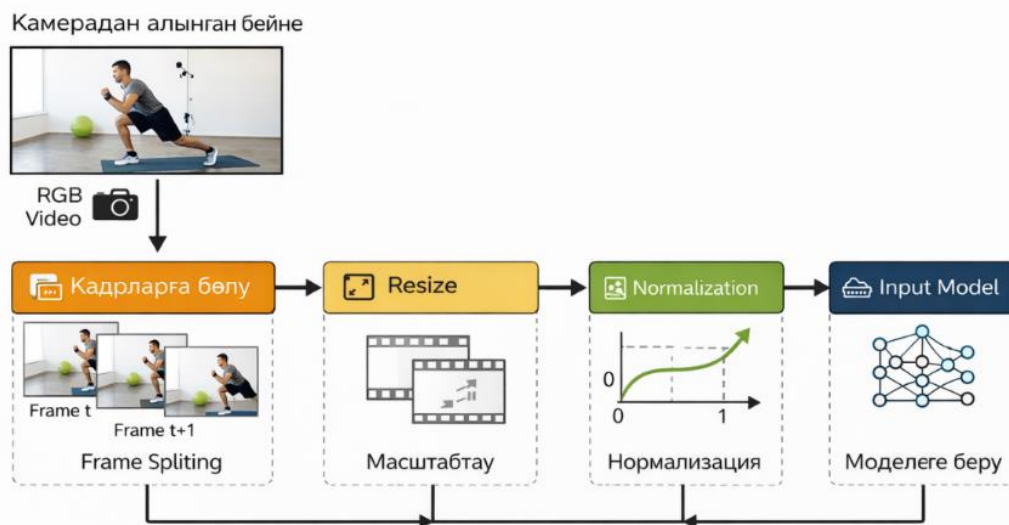 Камерадан алынған бейне
RGB
Video
Кадрларға бөлу
Resize
Normalization
Input Model
Frame t
Frame t+1
0
0
1
Frame Spliting
Масштабтау
Нормализация
Моделеге беру